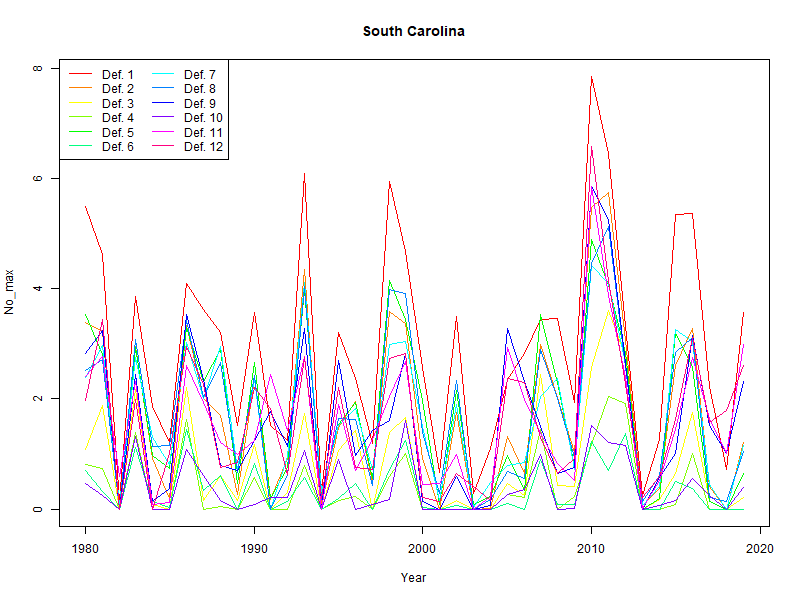 South Carolina
Def. 1
Def. 2
Def. 3
Def. 4
Def. 5
Def. 6
Def. 7
Def. 8
Def. 9
Def. 10
Def. 11
Def. 12
No_max
8
6
4
2
0
1980 1990 2000 2010 2020
Year